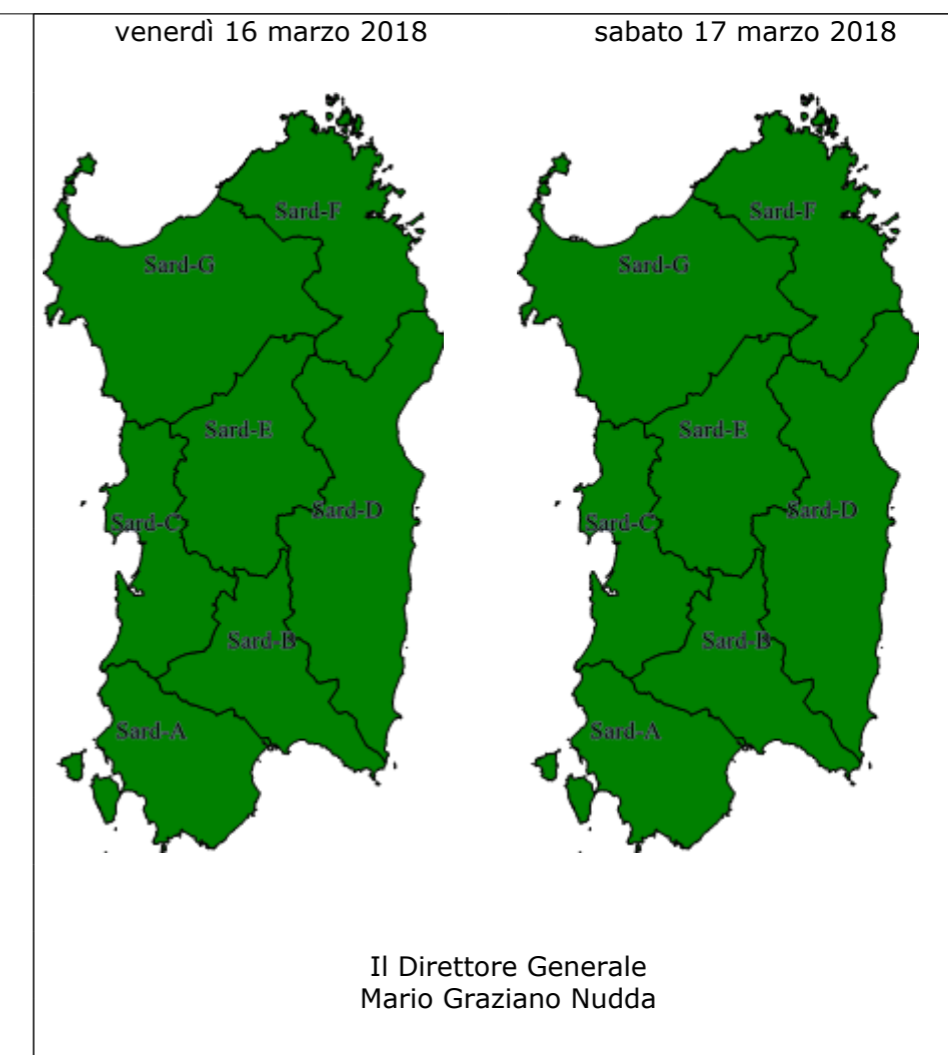 venerdì 16 marzo 2018
sabato 17 marzo 2018
Sard-F
Sard-G
Sard-E
Sard-D
Sard-C
Sard-B
Sard-A
Sard-F
Sard-G
Sard-E
Sard-D
Sard-C
Sard-B
Sard-A
Il Direttore Generale
Mario Graziano Nudda